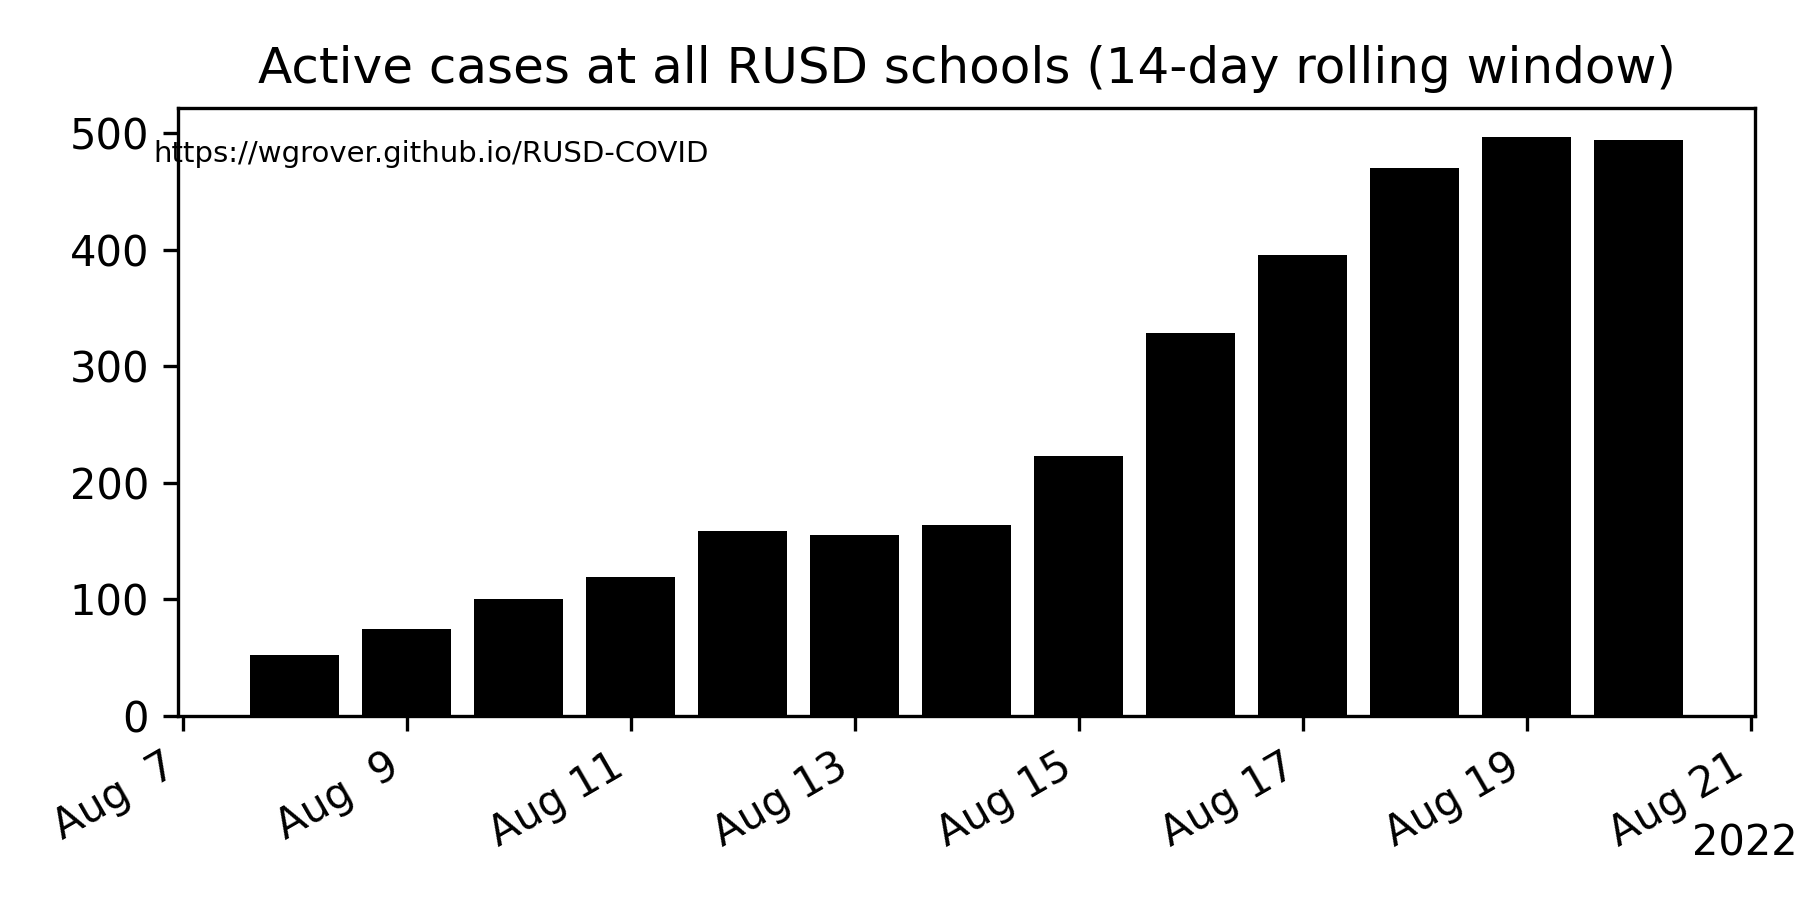 Active cases at all RUSD schools (14-day rolling window)
500
https://wgrover.github.io/RUSD-COVID
400
300
200
100
0
Aug 7
Aug 9
Aug 11
Aug 13
Aug 15
Aug 17
Aug 19
Aug 21
2022